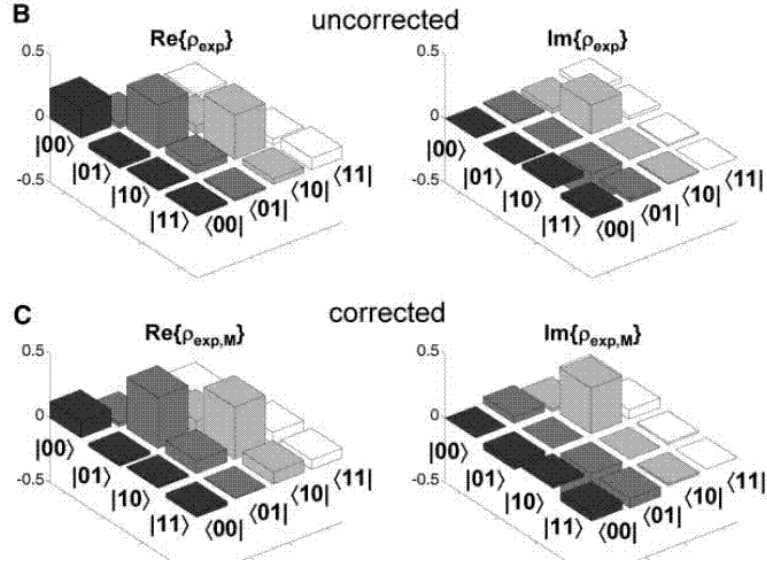 B uncorrected
Re{ρexp} Im{ρexp}
0.5
0
-0.5
|00⟩ |01⟩ |10⟩ |11⟩ ⟨00| ⟨01| ⟨10| ⟨11|
|00⟩ |01⟩ |10⟩ |11⟩ ⟨00| ⟨01| ⟨10| ⟨11|
0.5
0
-0.5
C corrected
Re{ρexp,M} Im{ρexp,M}
0.5
0
-0.5
|00⟩ |01⟩ |10⟩ |11⟩ ⟨00| ⟨01| ⟨10| ⟨11|
|00⟩ |01⟩ |10⟩ |11⟩ ⟨00| ⟨01| ⟨10| ⟨11|
0.5
0
-0.5